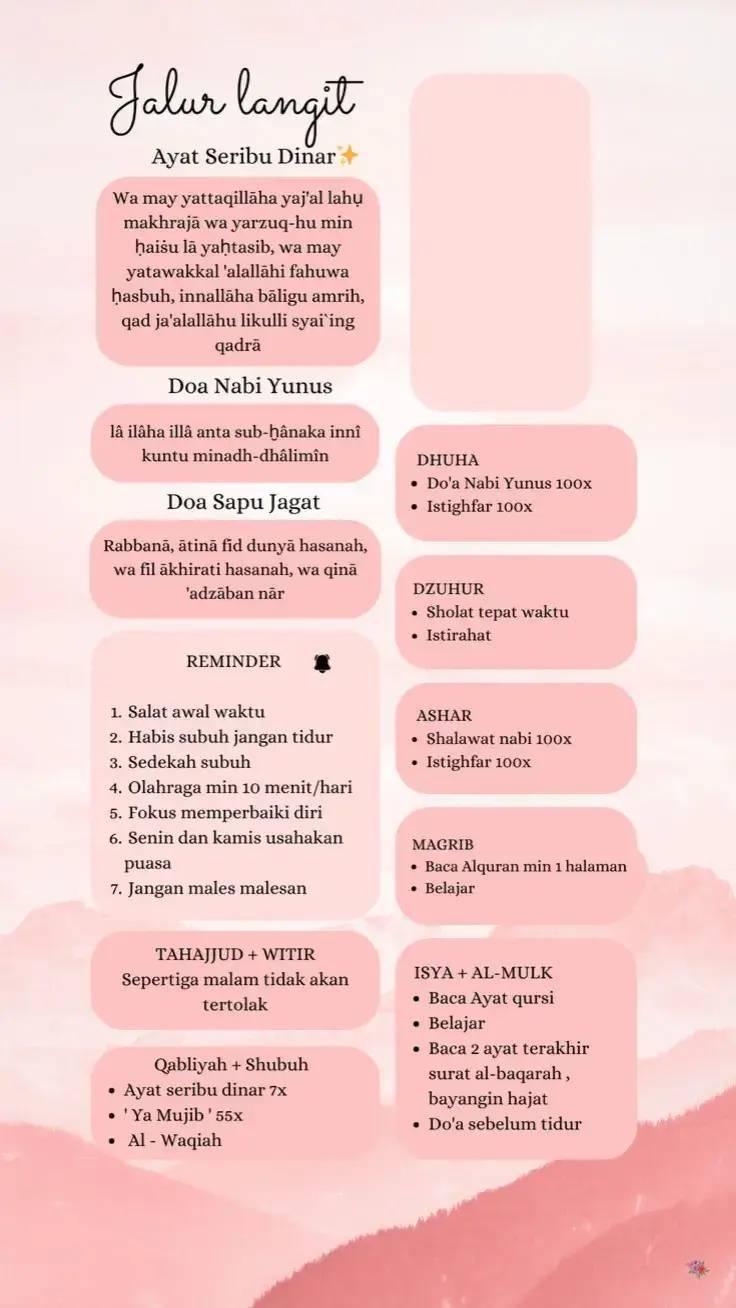 Jalur langit
Ayat Seribu Dinar✨
Wa may yattaqillāha yaj'al lahụ
makhrajā wa yarzuq-hu min
ḥaiṡu lā yaḥtasib, wa may
yatawakkal 'alallāhi fahuwa
ḥasbuh, innallāha bāligu amrih,
qad ja'alallāhu likulli syai`ing
qadrā
Doa Nabi Yunus
lâ ilâha illâ anta sub-ḫânaka innî
kuntu minadh-dhâlimîn
Doa Sapu Jagat
Rabbanā, ātinā fid dunyā hasanah,
wa fil ākhirati hasanah, wa qinā
'adzāban nār
REMINDER
1. Salat awal waktu
2. Habis subuh jangan tidur
3. Sedekah subuh
4. Olahraga min 10 menit/hari
5. Fokus memperbaiki diri
6. Senin dan kamis usahakan
puasa
7. Jangan males malesan
TAHAJJUD + WITIR
Sepertiga malam tidak akan
tertolak
Qabliyah + Shubuh
• Ayat seribu dinar 7x
• ' Ya Mujib ' 55x
• Al - Waqiah
DHUHA
• Do'a Nabi Yunus 100x
• Istighfar 100x
DZUHUR
• Sholat tepat waktu
• Istirahat
ASHAR
• Shalawat nabi 100x
• Istighfar 100x
MAGRIB
• Baca Alquran min 1 halaman
• Belajar
ISYA + AL-MULK
• Baca Ayat qursi
• Belajar
• Baca 2 ayat terakhir
surat al-baqarah ,
bayangin hajat
• Do'a sebelum tidur